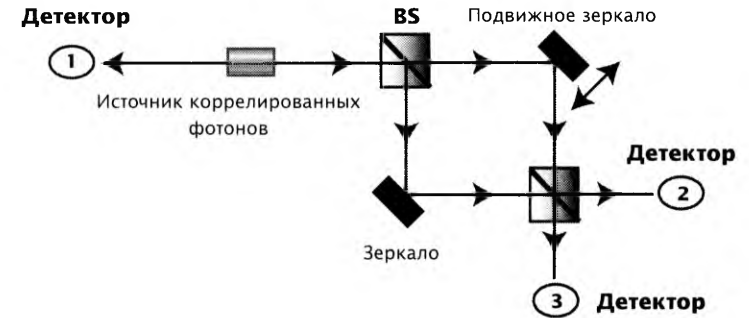 Детектор
BS
Подвижное зеркало
1
Источник коррелированных
фотонов
Детектор
2
Зеркало
3
Детектор